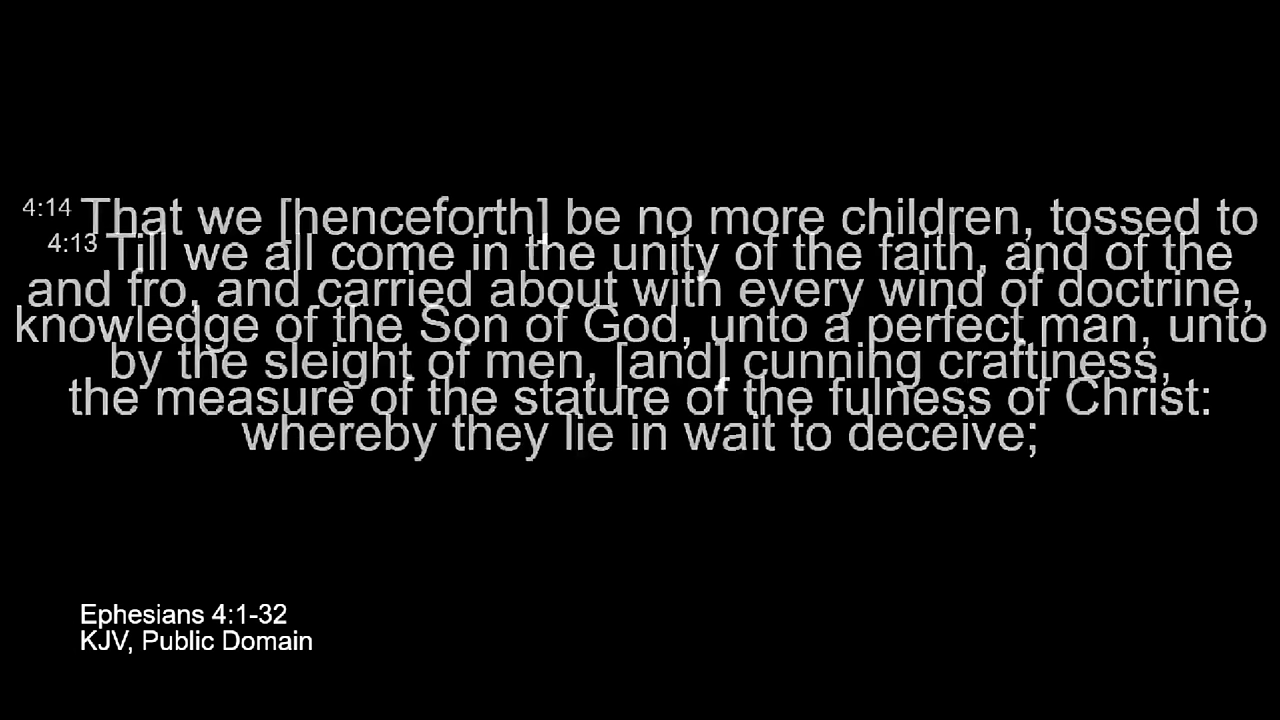 4:14 That we [henceforth] be no more children, tossed to
4:13 Till we all come in the unity of the faith, and of the
and fro, and carried about with every wind of doctrine,
knowledge of the Son of God, unto a perfect man, unto
by the sleight of men, [and] cunning craftiness,
the measure of the stature of the fulness of Christ:
whereby they lie in wait to deceive;
Ephesians 4:1-32
KJV, Public Domain